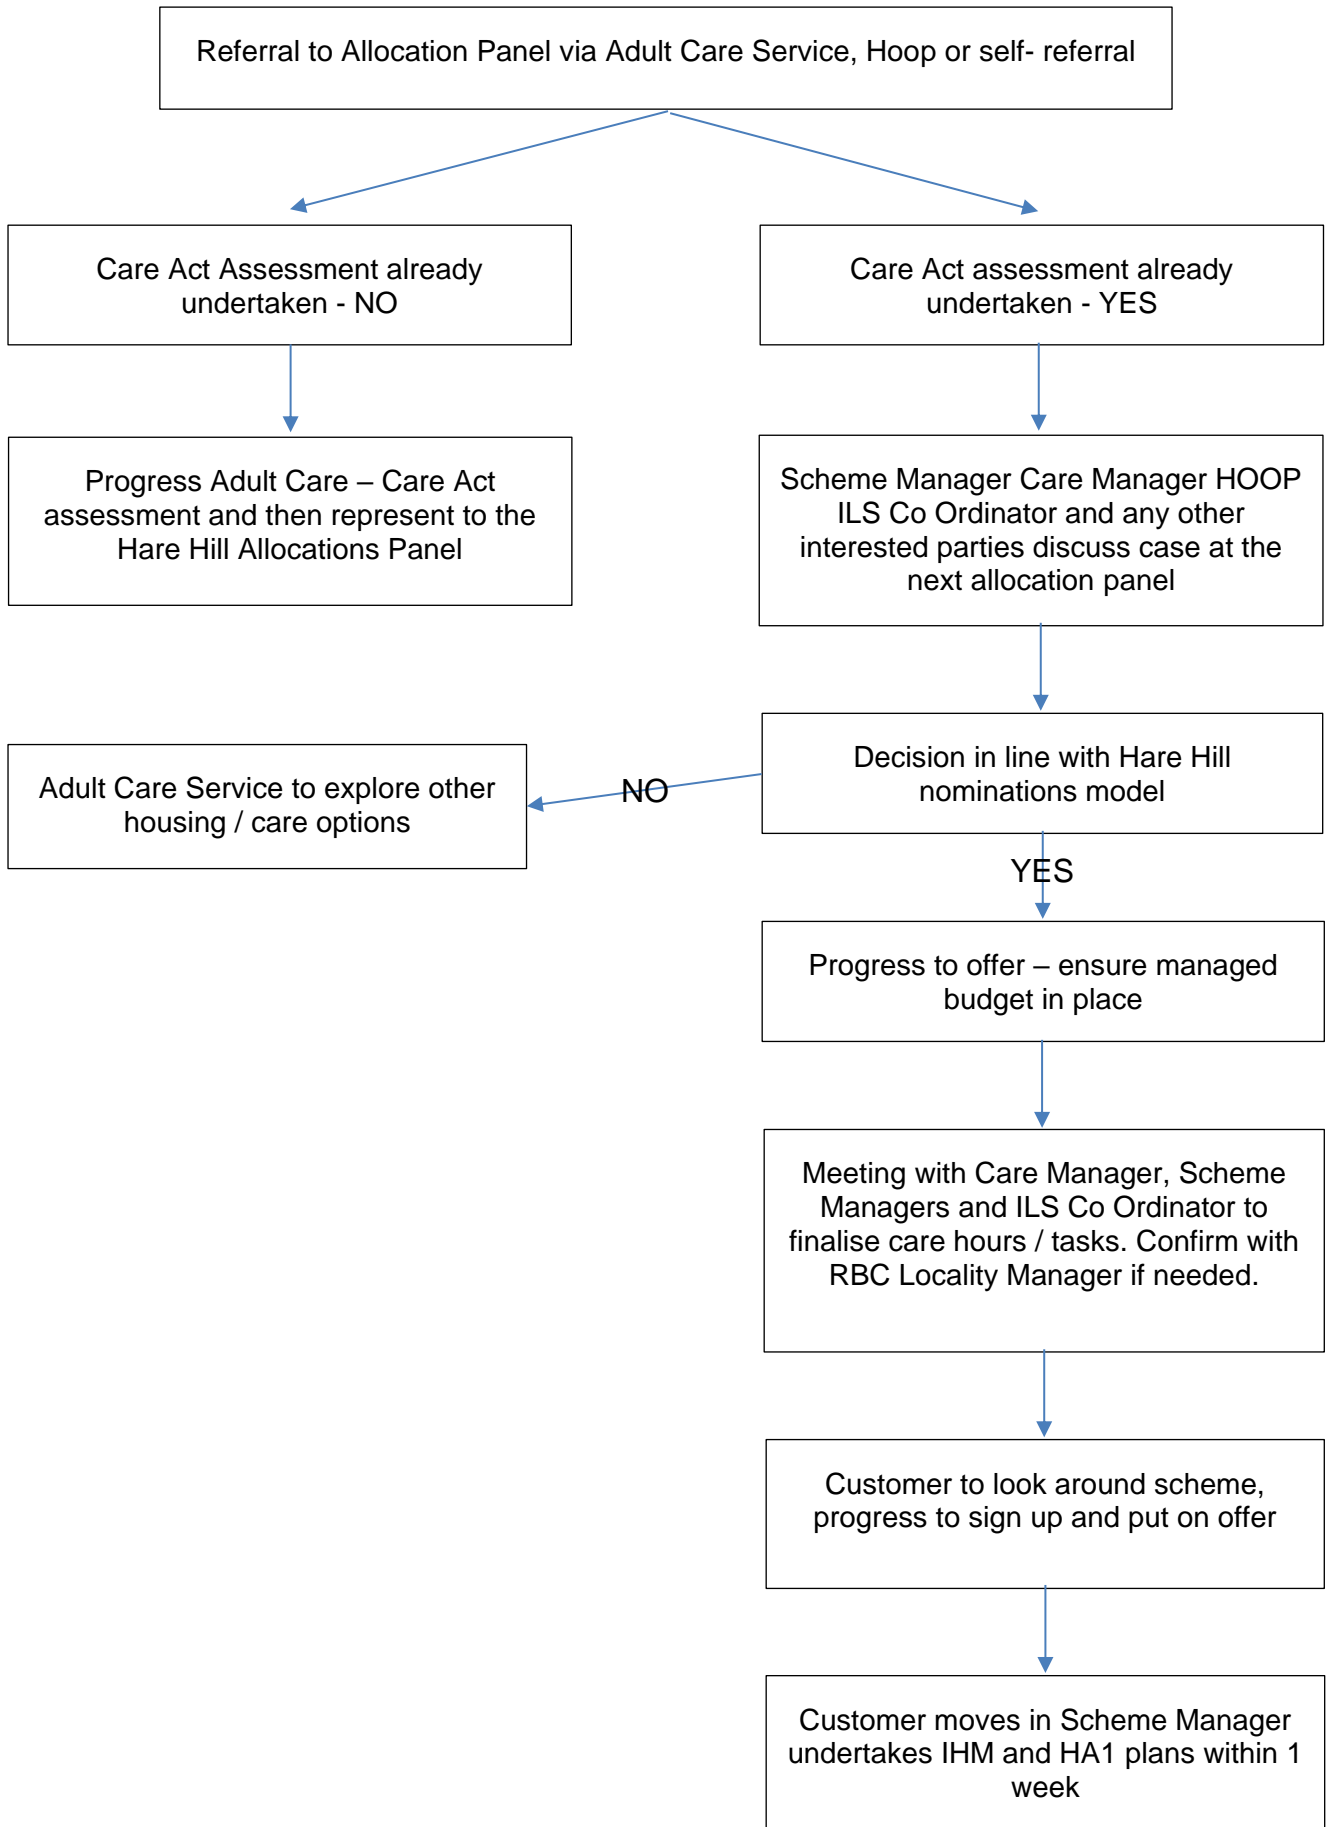 Referral to Allocation Panel via Adult Care Service, Hoop or self- referral
Care Act Assessment already
undertaken - NO
Care Act assessment already
undertaken - YES
Progress Adult Care – Care Act
assessment and then represent to the
Hare Hill Allocations Panel
Scheme Manager Care Manager HOOP
ILS Co Ordinator and any other
interested parties discuss case at the
next allocation panel
Decision in line with Hare Hill
nominations model
NO
Adult Care Service to explore other
housing / care options
YES
Progress to offer – ensure managed
budget in place
Meeting with Care Manager, Scheme
Managers and ILS Co Ordinator to
finalise care hours / tasks. Confirm with
RBC Locality Manager if needed.
Customer to look around scheme,
progress to sign up and put on offer
Customer moves in Scheme Manager
undertakes IHM and HA1 plans within 1
week